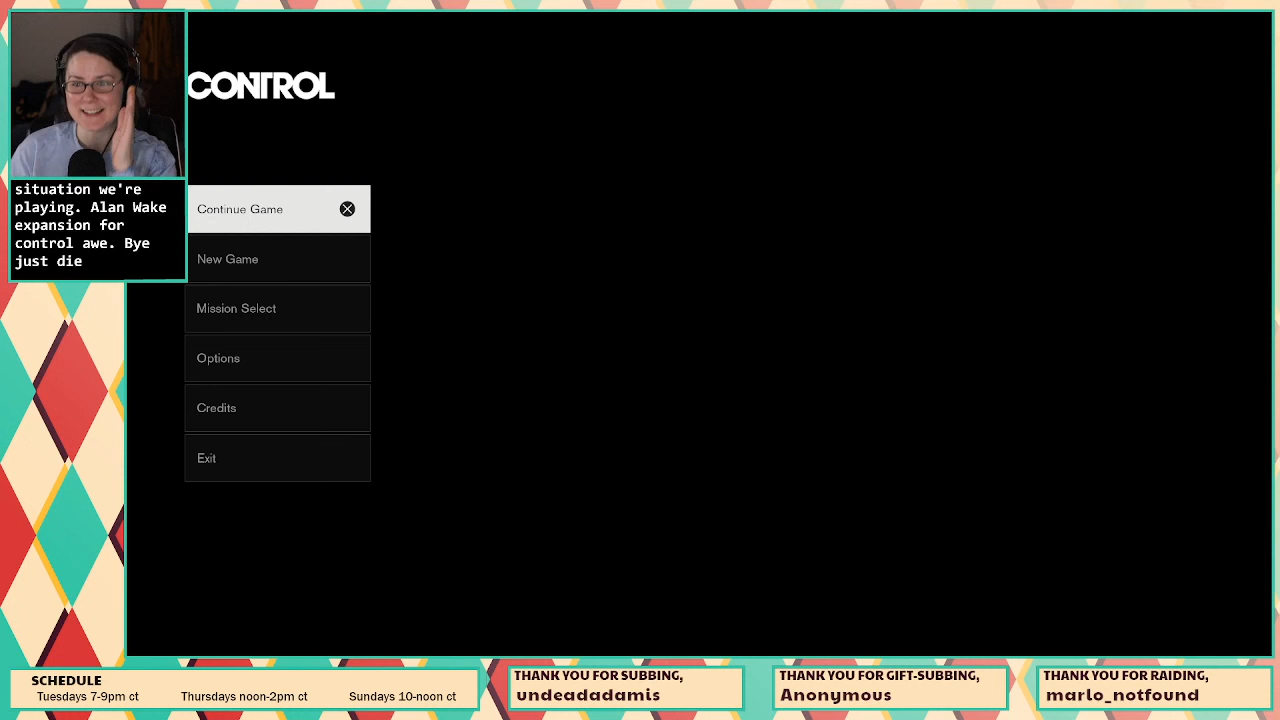 CONTROL
situation we're
playing. Alan Wake
expansion for
control awe. Bye
just die
Continue Game
New Game
Mission Select
Options
Credits
Exit
SCHEDULE
Tuesdays 7-9pm ct
Thursdays noon-2pm ct
Sundays 10-noon ct
THANK YOU FOR SUBBING,
undeadadamis
THANK YOU FOR GIFT-SUBBING,
Anonymous
THANK YOU FOR RAIDING,
marlo_notfound